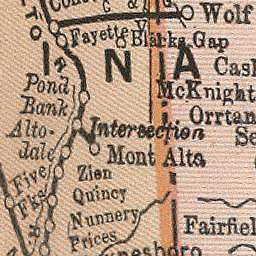 Wolf
Fayette
Blacks Gap
I N I A
Cash
Pond
Bank
McKnight
Orrtan
Alto-
dale
Intersection
Mont Alto
Five
Fks
Zion
Quincy
Nunnery
Prices
Fairfiel
nesboro